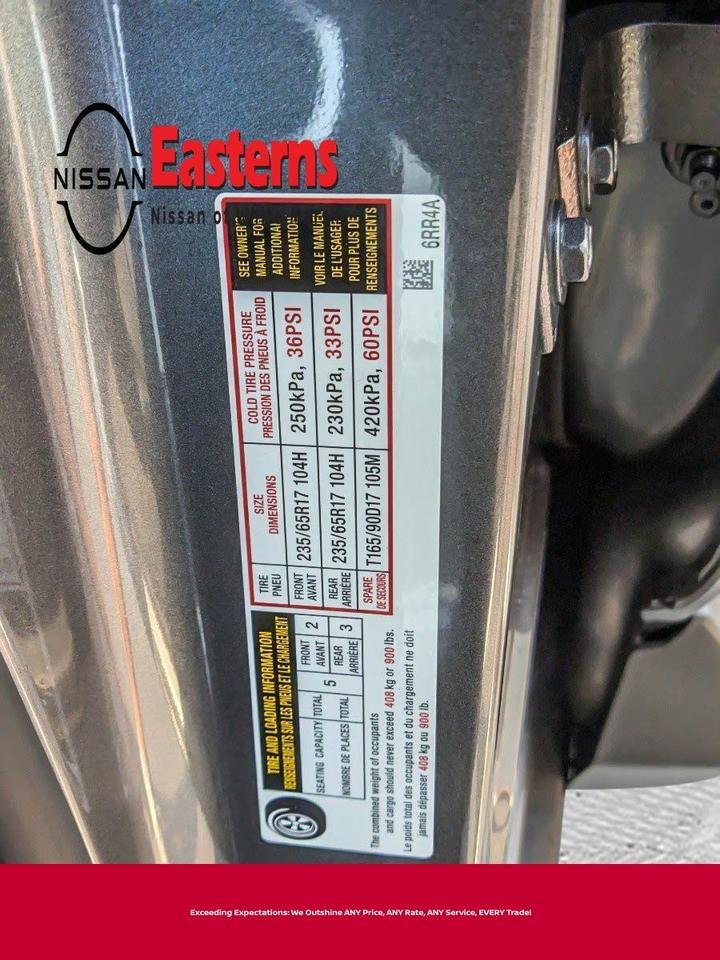 NISSAN
Easterns
Nissan of
TIRE AND LOADING INFORMATION
RENSEIGNEMENTS SUR LES PNEUS ET LE CHARGEMENT
SEATING CAPACITY TOTAL 5 FRONT 2 REAR 3
NOMBRE DE PLACES TOTAL AVANT ARRIÈRE
The combined weight of occupants
and cargo should never exceed 408 kg or 900 lbs.
Le poids total des occupants et du chargement ne doit
jamais dépasser 408 kg ou 900 lb.
TIRE SIZE COLD TIRE PRESSURE
PNEU DIMENSIONS PRESSION DES PNEUS À FROID
FRONT
AVANT 235/65R17 104H 250kPa, 36PSI
REAR
ARRIÈRE 235/65R17 104H 230kPa, 33PSI
SPARE
DE SECOURS T165/90D17 105M 420kPa, 60PSI
SEE OWNER'S
MANUAL FOR
ADDITIONAL
INFORMATION
VOIR LE MANUEL
DE L'USAGER
POUR PLUS DE
RENSEIGNEMENTS
6RR4A
Exceeding Expectations: We Outshine ANY Price, ANY Rate, ANY Service, EVERY Trade!